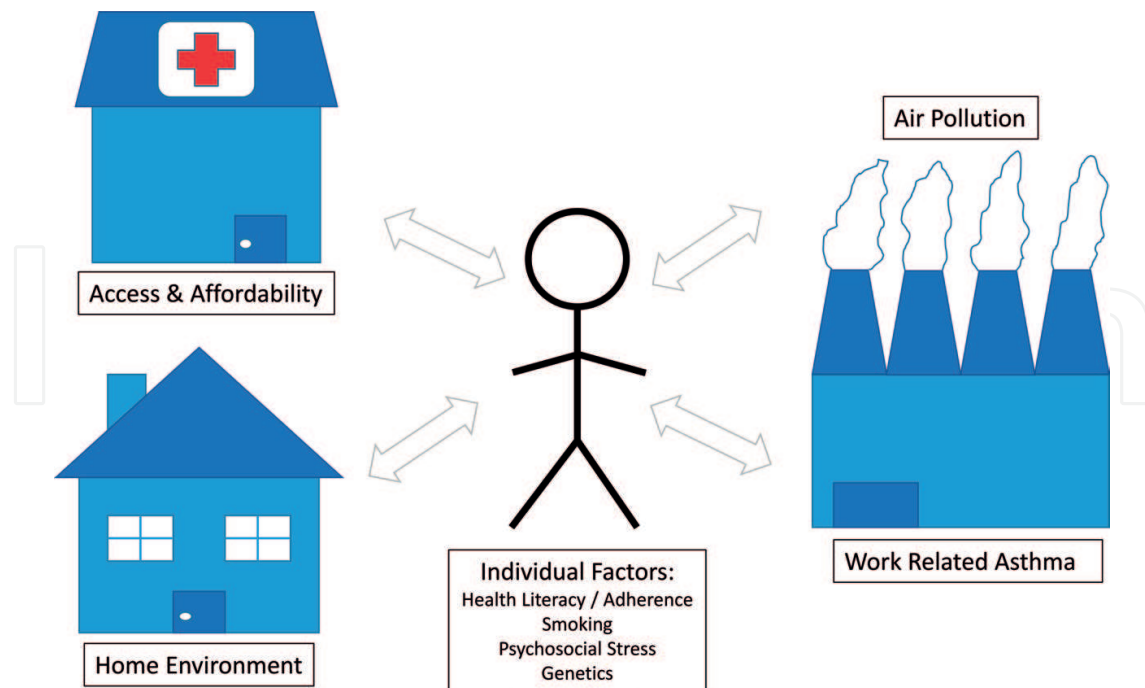 Air Pollution
Access & Affordability
Home Environment
Individual Factors:
Health Literacy / Adherence
Smoking
Psychosocial Stress
Genetics
Work Related Asthma